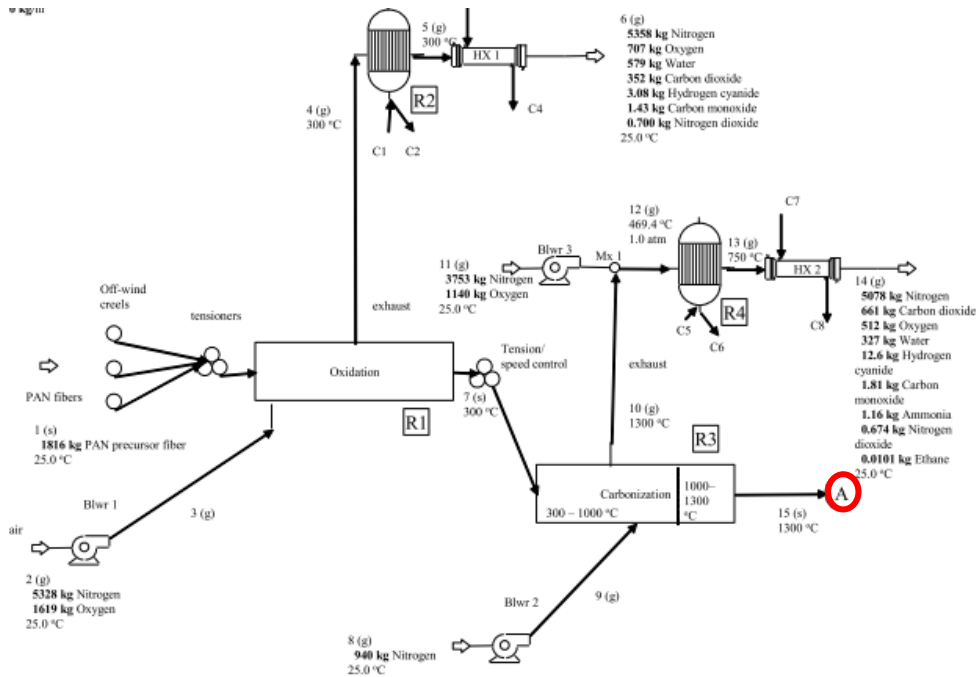 5 (g)
300 °C
HX 1
C4
R2
C1
C2
4 (g)
300 °C
6 (g)
5358 kg Nitrogen
707 kg Oxygen
579 kg Water
352 kg Carbon dioxide
3.08 kg Hydrogen cyanide
1.43 kg Carbon monoxide
0.700 kg Nitrogen dioxide
25.0 °C
12 (g)
469.4 °C
1.0 atm
C7
Blwr 3
Mx 1
13 (g)
750 °C
HX 2
11 (g)
3753 kg Nitrogen
1140 kg Oxygen
25.0 °C
R4
C5
C6
C8
14 (g)
5078 kg Nitrogen
661 kg Carbon dioxide
512 kg Oxygen
327 kg Water
12.6 kg Hydrogen
cyanide
1.81 kg Carbon
monoxide
1.16 kg Ammonia
0.674 kg Nitrogen
dioxide
0.0101 kg Ethane
25.0 °C
Off-wind
creels
tensioners
exhaust
PAN fibers
1 (s)
1816 kg PAN precursor fiber
25.0 °C
Oxidation
R1
Tension/
speed control
7 (s)
300 °C
exhaust
10 (g)
1300 °C
R3
Carbonization
300 – 1000 °C
1000–
1300
°C
15 (s)
1300 °C
A
Blwr 1
3 (g)
air
2 (g)
5328 kg Nitrogen
1619 kg Oxygen
25.0 °C
Blwr 2
9 (g)
8 (g)
940 kg Nitrogen
25.0 °C